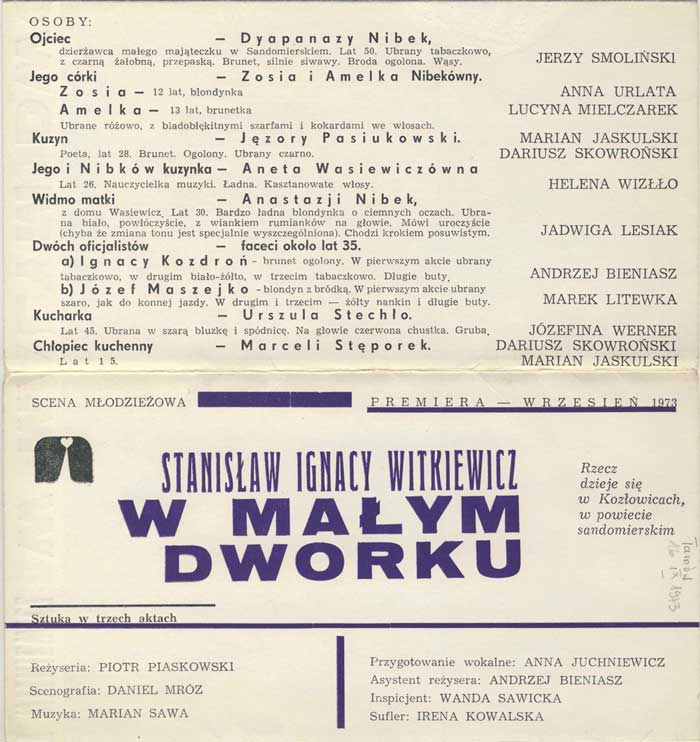 OSOBY:
Ojciec — Dyapanazy Nibek,
dzierżawca małego mająteczku w Sandomierskiem. Lat 50. Ubrany tabaczkowo,
z czarną żałobną, przepaską. Brunet, silnie siwawy. Broda ogolona. Wąsy.
JERZY SMOLIŃSKI
Jego córki — Zosia i Amelka Nibekówny.
Zosia — 12 lat, blondynka
ANNA URLATA
Amelka — 13 lat, brunetka
LUCYNA MIELCZAREK
Ubrane różowo, z biadobłękitnymi szarfami i kokardami we włosach.
Kuzyn — Jęzory Pasiukowski.
MARIAN JASKULSKI
Poeta, lat 28. Brunet. Ogolony. Ubrany czarno.
DARIUSZ SKOWROŃSKI
Jego i Nibków kuzynka — Aneta Wasiewiczówna
Lat 26. Nauczycielka muzyki. Ładna. Kasztanowate włosy.
HELENA WIZŁŁO
Widmo matki — Anastazji Nibek,
z domu Wasiewicz. Lat 30. Bardzo ładna blondynka o ciemnych oczach. Ubra-
na biało, powłóczyście, z wiankiem rumianków na głowie. Mówi uroczyście
(chyba że zmiana tonu jest specjalnie wyszczególniona). Chodzi krokiem posuwistym.
JADWIGA LESIAK
Dwóch oficjalistów — faceci około lat 35.
a) Ignacy Kozdroń - brunet ogolony. W pierwszym akcie ubrany
tabaczkowo, w drugim biało-żółto, w trzecim tabaczkowo. Długie buty.
ANDRZEJ BIENIASZ
b) Józef Maszejko - blondyn z bródką. W pierwszym akcie ubrany
szaro, jak do konnej jazdy. W drugim i trzecim — żółty nankin i długie buty.
MAREK LITEWKA
Kucharka — Urszula Stechło.
Lat 45. Ubrana w szarą bluzkę i spódnicę. Na głowie czerwona chustka. Gruba.
JÓZEFINA WERNER
Chłopiec kuchenny — Marceli Stęporek.
DARIUSZ SKOWROŃSKI
Lat 15.
MARIAN JASKULSKI
SCENA MŁODZIEŻOWA
PREMIERA — WRZESIEŃ 1973
STANISŁAW IGNACY WITKIEWICZ
W MAŁYM
DWORKU
Rzecz
dzieje się
w Kozłowicach,
w powiecie
sandomierskim
IX 1973
Sztuka w trzech aktach
Reżyseria: PIOTR PIASKOWSKI
Scenografia: DANIEL MRÓZ
Muzyka: MARIAN SAWA
Przygotowanie wokalne: ANNA JUCHNIEWICZ
Asystent reżysera: ANDRZEJ BIENIASZ
Inspicjent: WANDA SAWICKA
Sufler: IRENA KOWALSKA